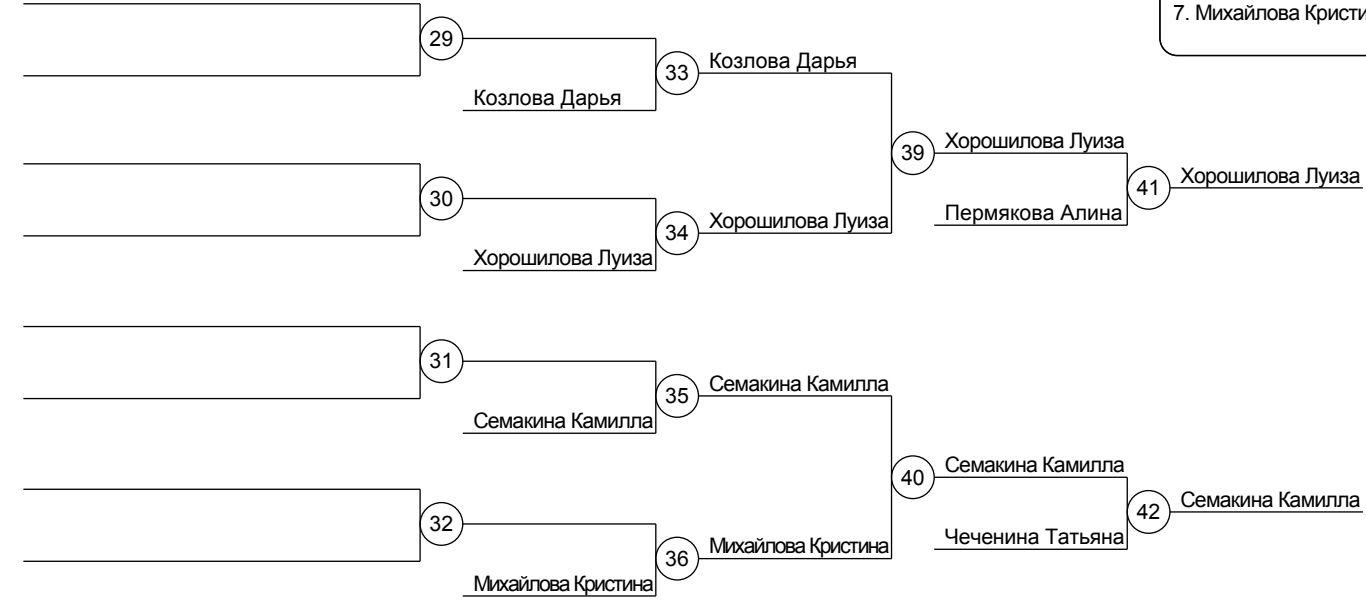 7. Михайлова Кристи
29
33
Козлова Дарья
Козлова Дарья
39
Хорошилова Луиза
41
Хорошилова Луиза
30
34
Хорошилова Луиза
Пермякова Алина
Хорошилова Луиза
31
35
Семакина Камилла
Семакина Камилла
40
Семакина Камилла
42
Семакина Камилла
32
36
Михайлова Кристина
Чеченина Татьяна
Михайлова Кристина